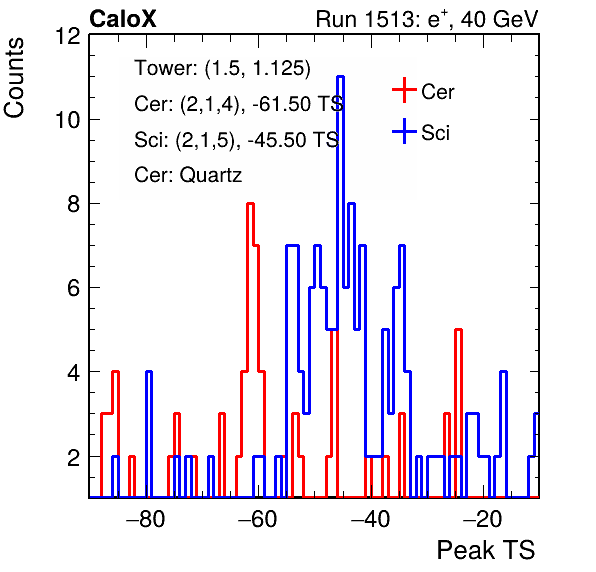 CaloX Run 1513: e⁺, 40 GeV
Counts
12
10
8
6
4
2
Tower: (1.5, 1.125)
Cer: (2,1,4), -61.50 TS
Sci: (2,1,5), -45.50 TS
Cer: Quartz
Cer
Sci
−80 −60 −40 −20
Peak TS